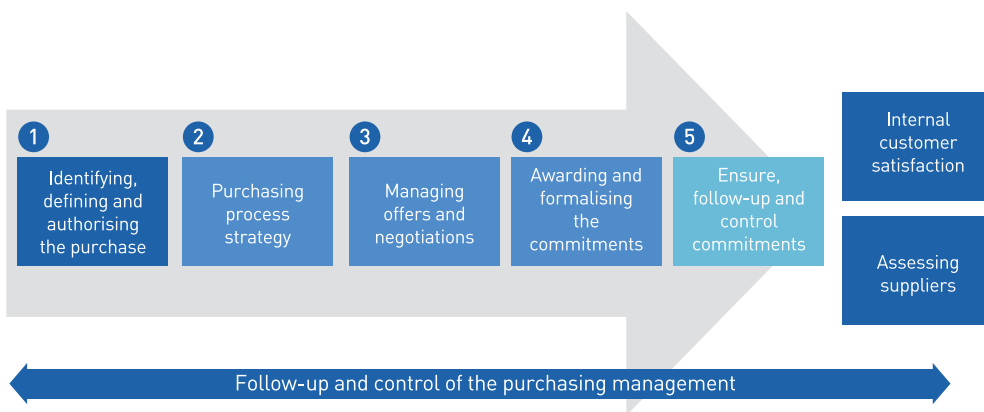 1
Identifying,
defining and
authorising
the purchase
2
Purchasing
process
strategy
3
Managing
offers and
negotiations
4
Awarding and
formalising
the
commitments
5
Ensure,
follow-up and
control
commitments
Internal
customer
satisfaction
Assessing
suppliers
Follow-up and control of the purchasing management